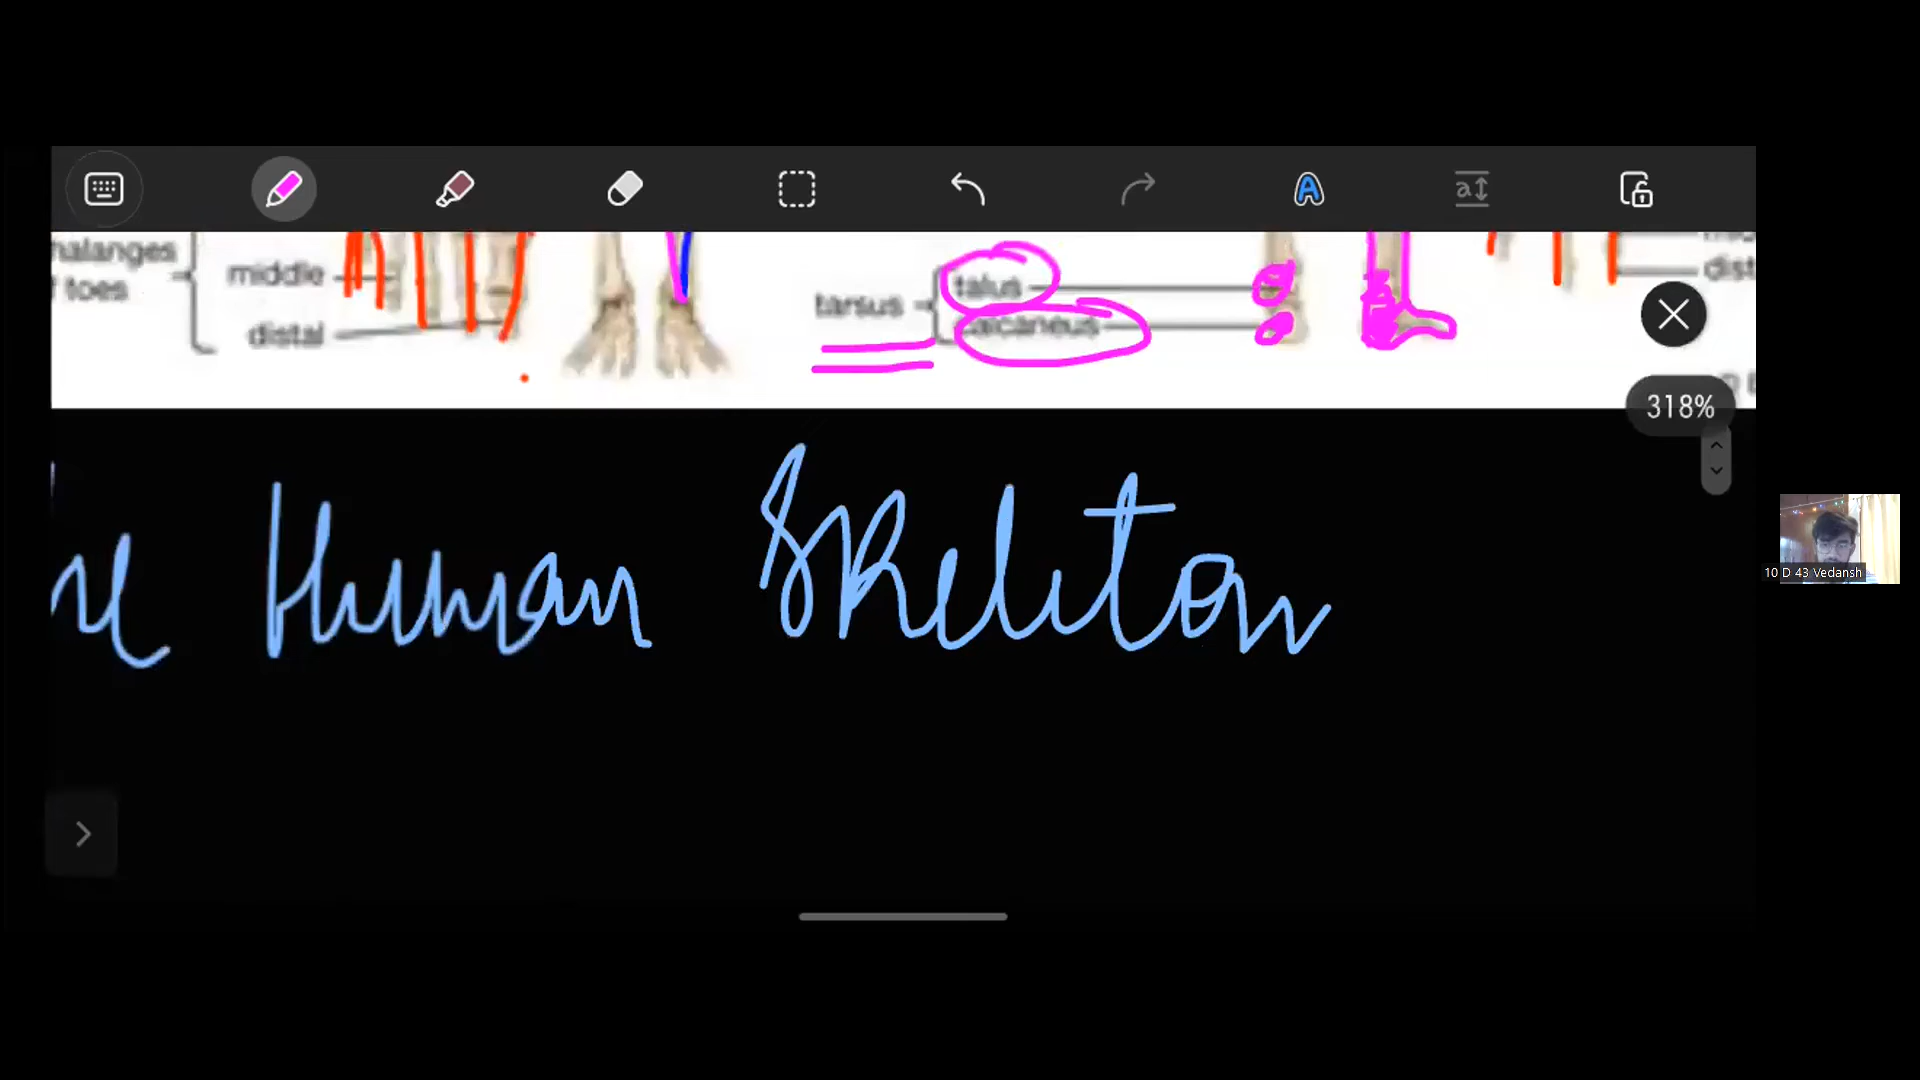 halanges
middle
talus
dist
toes
tarsus
calcaneus
distal
318%
Human Skeleton
10 D 43 Vedansh